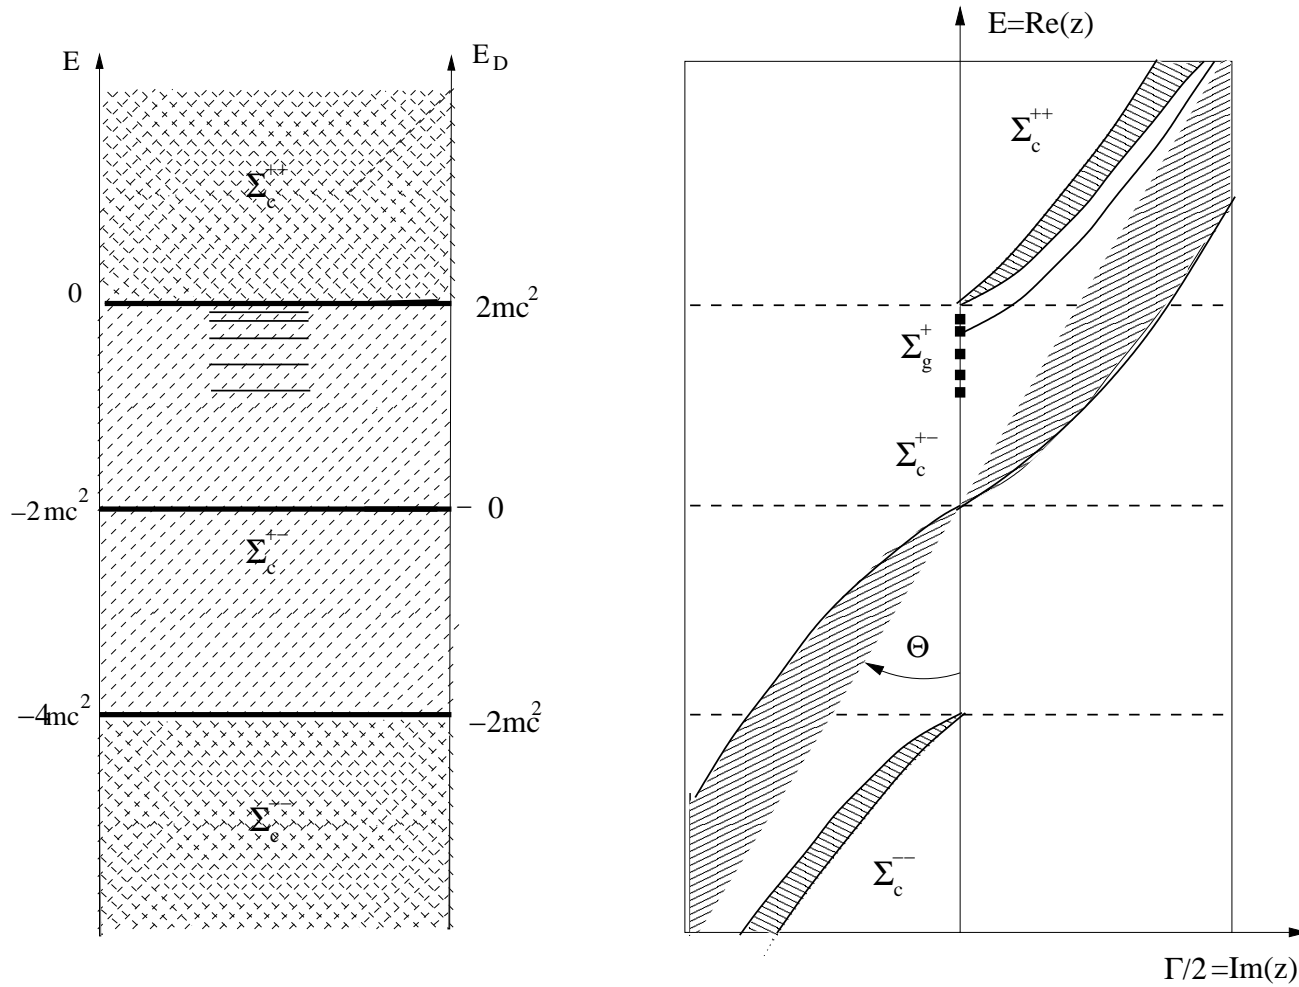 E
E_D
Σ_c^{++}
0
2mc^2
−2mc^2
0
Σ_c^{+−}
−4mc^2
−2mc^2
Σ_c^{−−}
E=Re(z)
Σ_c^{++}
Σ_g^+
Σ_c^{+−}
Θ
Σ_c^{−−}
Γ/2=Im(z)